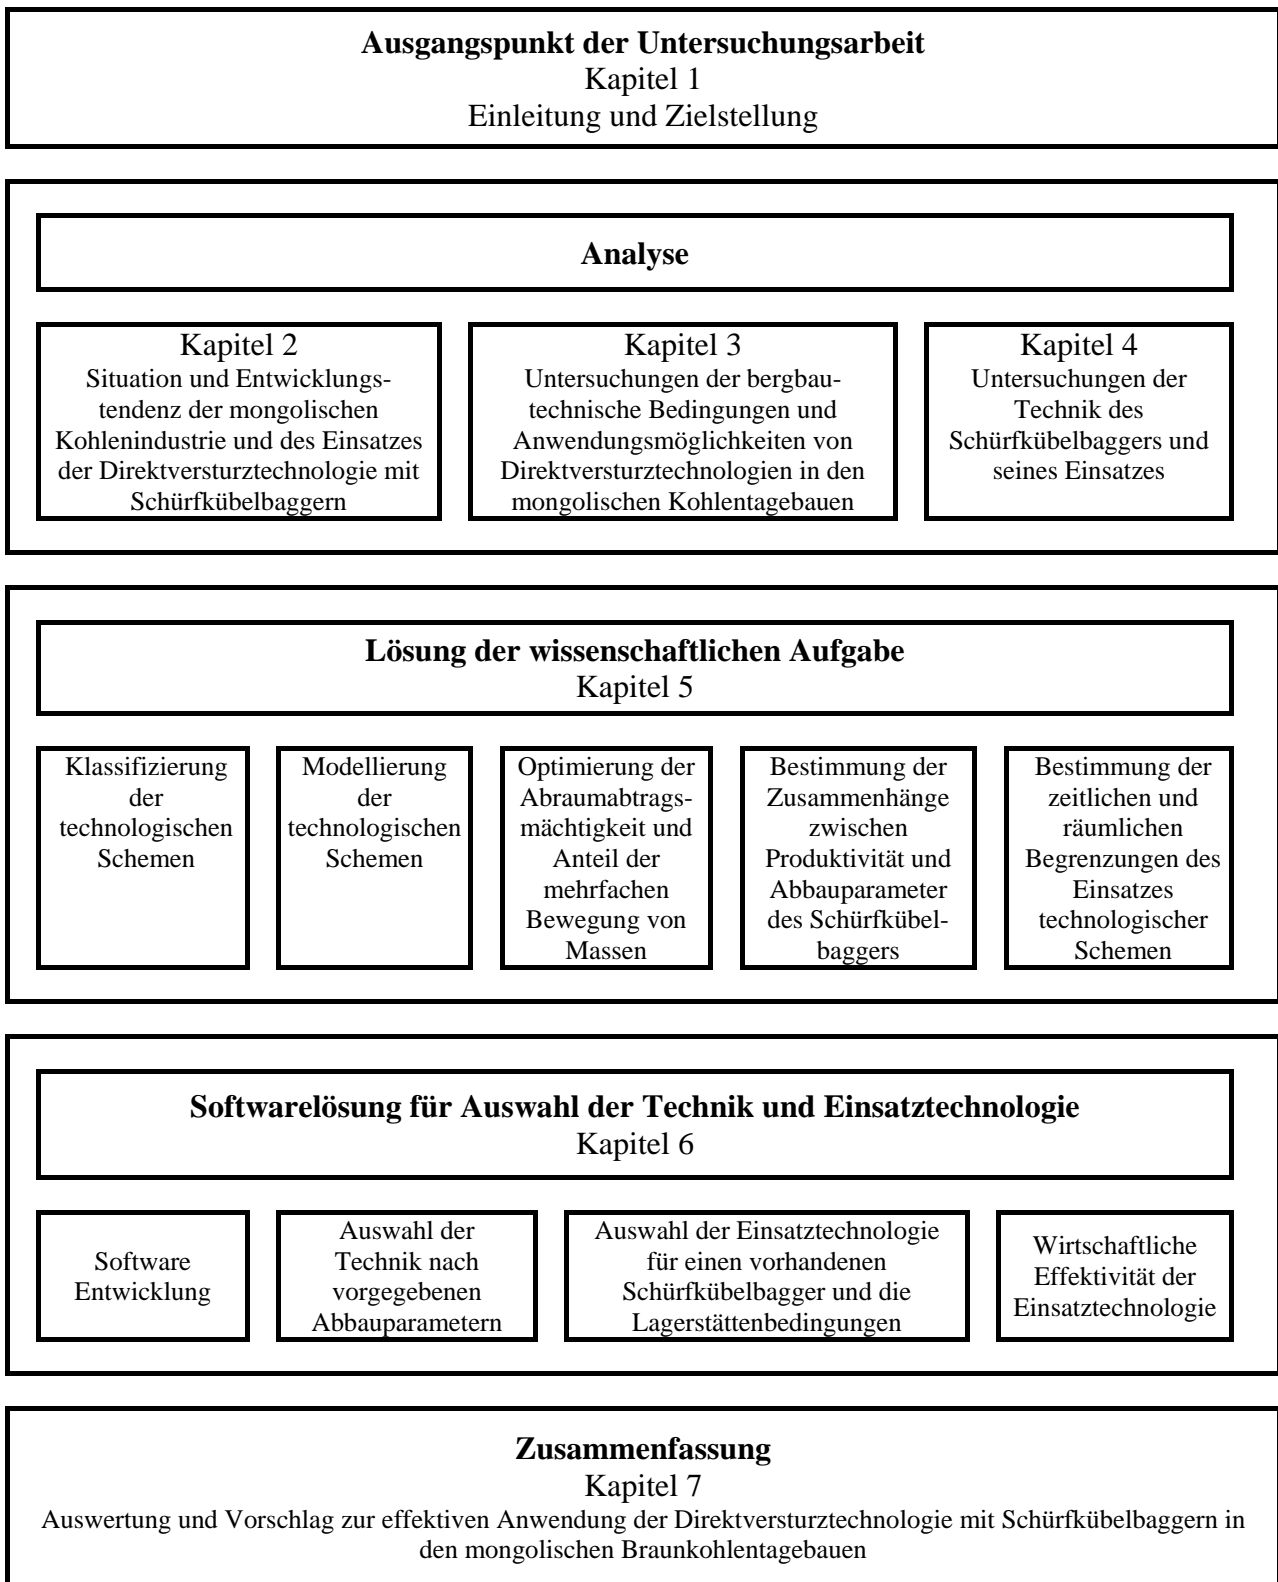 Ausgangspunkt der Untersuchungsarbeit
Kapitel 1
Einleitung und Zielstellung
Analyse
Kapitel 2
Situation und Entwicklungs-
tendenz der mongolischen
Kohlenindustrie und des Einsatzes
der Direktversturztechnologie mit
Schürfkübelbaggern
Kapitel 3
Untersuchungen der bergbau-
technische Bedingungen und
Anwendungsmöglichkeiten von
Direktversturztechnologien in den
mongolischen Kohlentagebauen
Kapitel 4
Untersuchungen der
Technik des
Schürfkübelbaggers und
seines Einsatzes
Lösung der wissenschaftlichen Aufgabe
Kapitel 5
Klassifizierung
der
technologischen
Schemen
Modellierung
der
technologischen
Schemen
Optimierung der
Abraumabtrags-
mächtigkeit und
Anteil der
mehrfachen
Bewegung von
Massen
Bestimmung der
Zusammenhänge
zwischen
Produktivität und
Abbauparameter
des Schürfkübel-
baggers
Bestimmung der
zeitlichen und
räumlichen
Begrenzungen des
Einsatzes
technologischer
Schemen
Softwarelösung für Auswahl der Technik und Einsatztechnologie
Kapitel 6
Software
Entwicklung
Auswahl der
Technik nach
vorgegebenen
Abbauparametern
Auswahl der Einsatztechnologie
für einen vorhandenen
Schürfkübelbagger und die
Lagerstättenbedingungen
Wirtschaftliche
Effektivität der
Einsatztechnologie
Zusammenfassung
Kapitel 7
Auswertung und Vorschlag zur effektiven Anwendung der Direktversturztechnologie mit Schürfkübelbaggern in
den mongolischen Braunkohlentagebauen